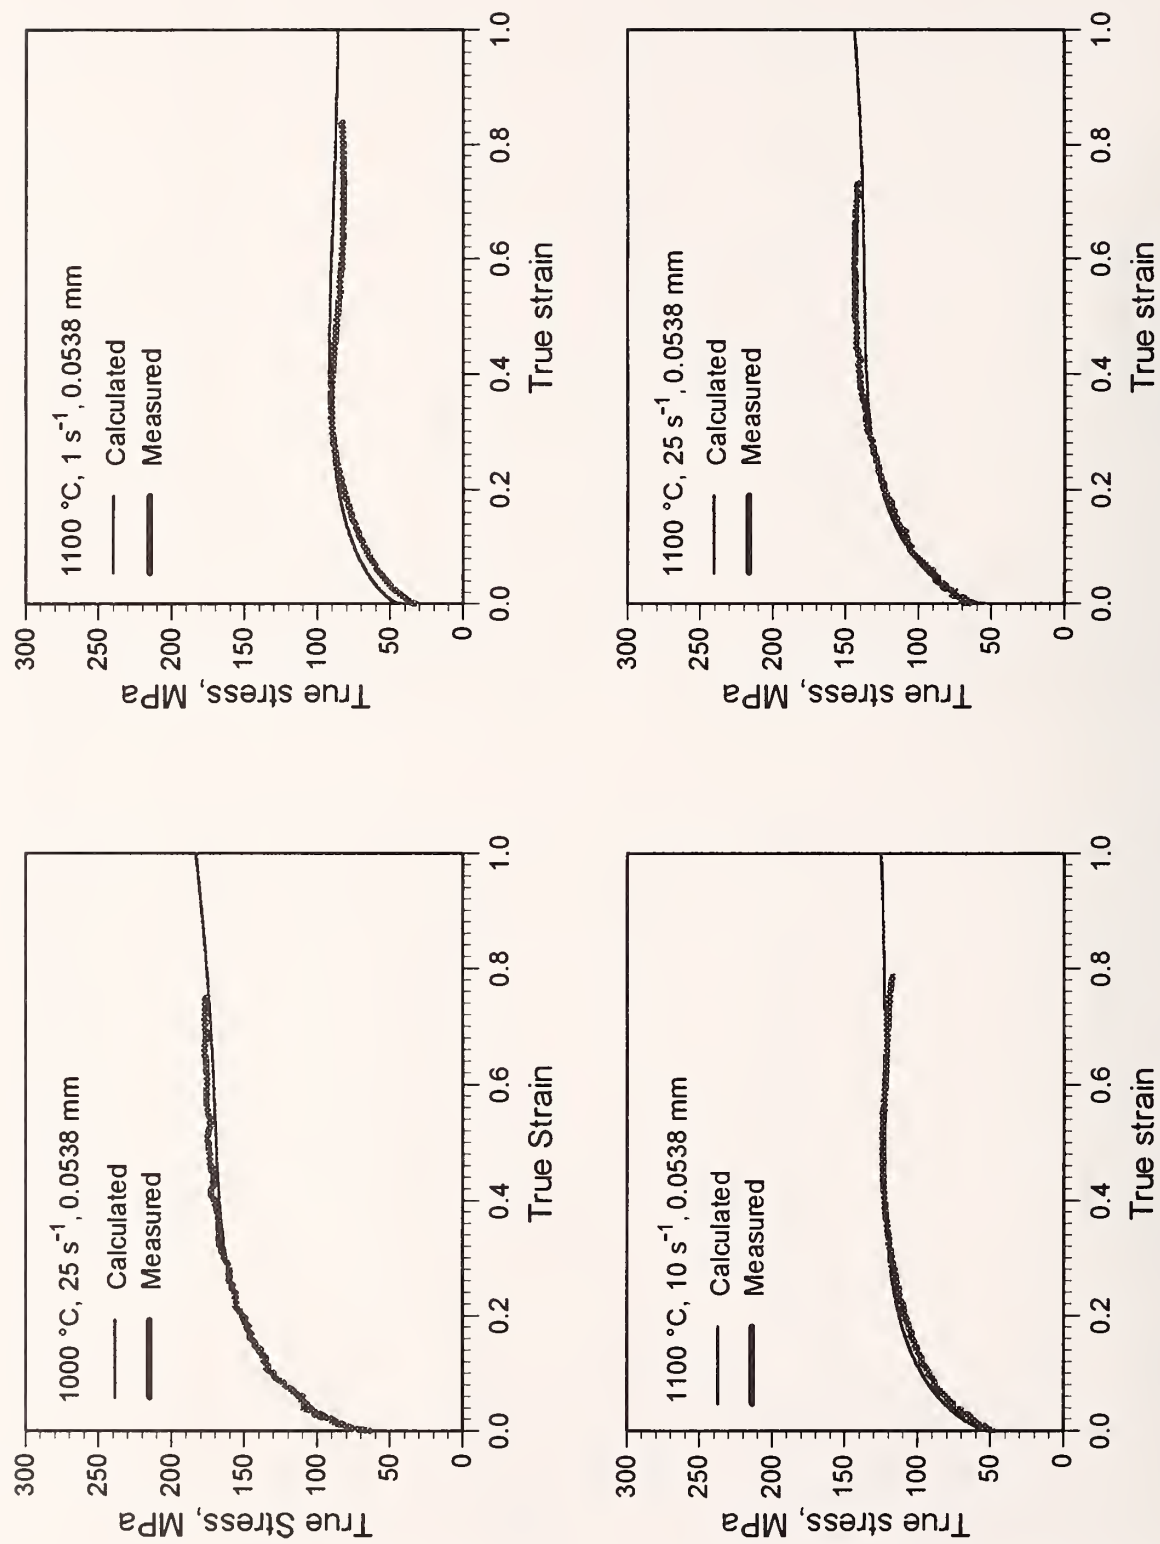 1000 °C, 25 s⁻¹, 0.0538 mm
Calculated
Measured
300
250
200
150
100
50
0
True Stress, MPa
0.0 0.2 0.4 0.6 0.8 1.0
True Strain
1100 °C, 1 s⁻¹, 0.0538 mm
Calculated
Measured
300
250
200
150
100
50
0
True stress, MPa
0.0 0.2 0.4 0.6 0.8 1.0
True strain
1100 °C, 10 s⁻¹, 0.0538 mm
Calculated
Measured
300
250
200
150
100
50
0
True stress, MPa
0.0 0.2 0.4 0.6 0.8 1.0
True strain
1100 °C, 25 s⁻¹, 0.0538 mm
Calculated
Measured
300
250
200
150
100
50
0
True stress, MPa
0.0 0.2 0.4 0.6 0.8 1.0
True strain